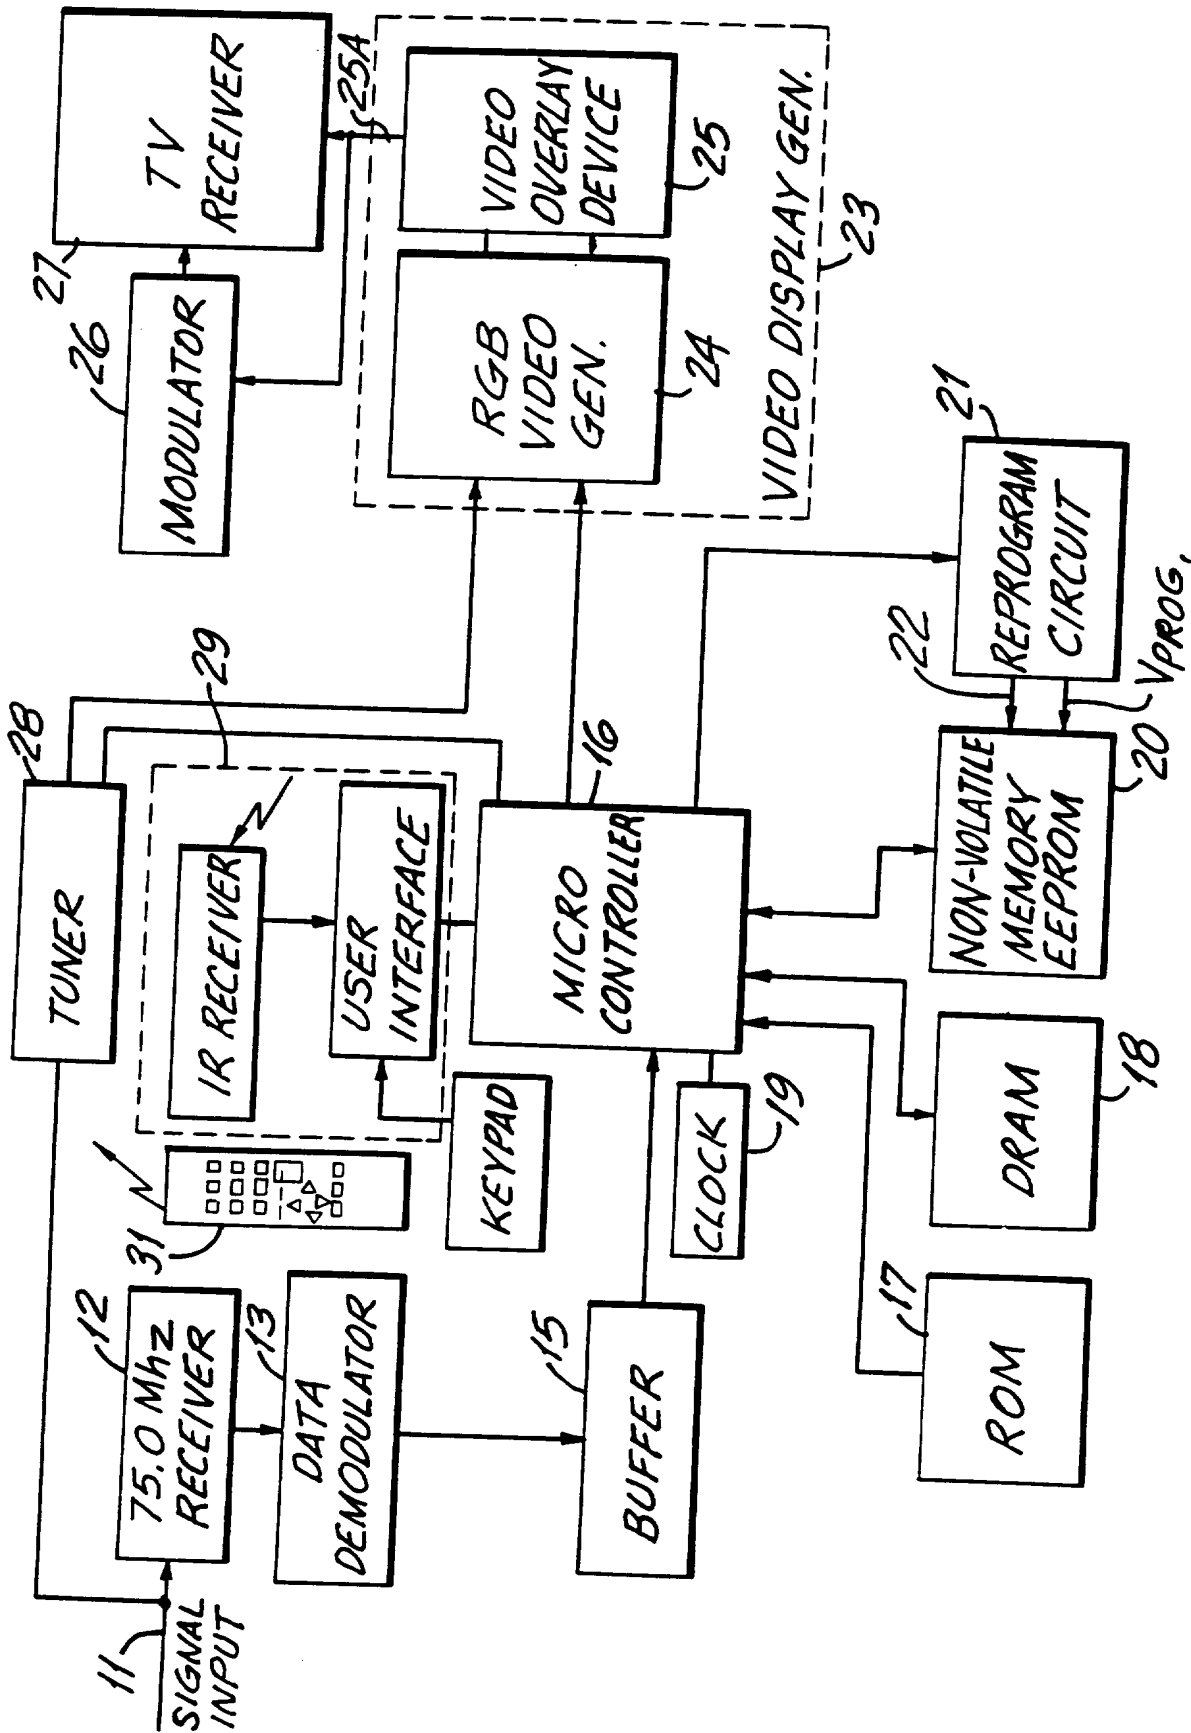 11
SIGNAL
INPUT
12
75.0 Mhz
RECEIVER
13
DATA
DEMODULATOR
15
BUFFER
31
28
TUNER
29
IR RECEIVER
USER
INTERFACE
KEYPAD
16
MICRO
CONTROLLER
CLOCK
19
17
ROM
DRAM
18
NON-VOLATILE
MEMORY
EEPROM
20
22
VPROG.
21
REPROGRAM
CIRCUIT
26
MODULATOR
27
TV
RECEIVER
25A
RGB
VIDEO
GEN.
24
VIDEO
OVERLAY
DEVICE
25
VIDEO DISPLAY GEN.
23